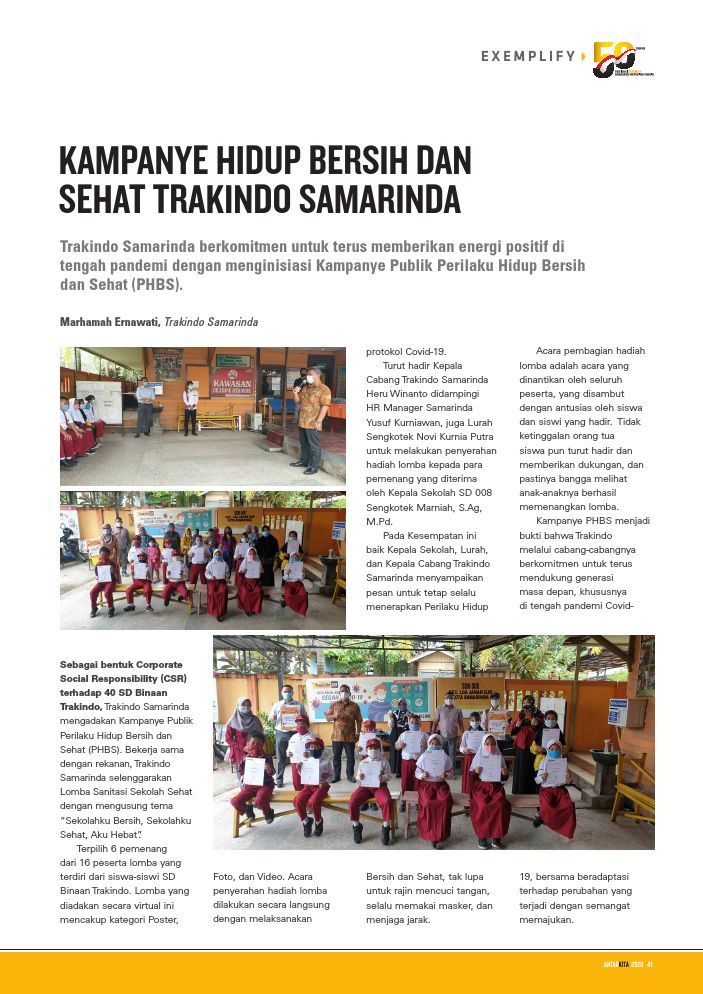 EXEMPLIFY
50
KAMPANYE HIDUP BERSIH DAN
SEHAT TRAKINDO SAMARINDA
Trakindo Samarinda berkomitmen untuk terus memberikan energi positif di
tengah pandemi dengan menginisiasi Kampanye Publik Perilaku Hidup Bersih
dan Sehat (PHBS).
Marhamah Ernawati, Trakindo Samarinda
KAWASAN
Sebagai bentuk Corporate
Social Responsibility (CSR)
terhadap 40 SD Binaan
Trakindo, Trakindo Samarinda
mengadakan Kampanye Publik
Perilaku Hidup Bersih dan
Sehat (PHBS). Bekerja sama
dengan rekanan, Trakindo
Samarinda selenggarakan
Lomba Sanitasi Sekolah Sehat
dengan mengusung tema
“Sekolahku Bersih, Sekolahku
Sehat, Aku Hebat”.
Terpilih 6 pemenang
dari 16 peserta lomba yang
terdiri dari siswa-siswi SD
Binaan Trakindo. Lomba yang
diadakan secara virtual ini
mencakup kategori Poster,
Foto, dan Video. Acara
penyerahan hadiah lomba
dilakukan secara langsung
dengan melaksanakan
protokol Covid-19.
Turut hadir Kepala
Cabang Trakindo Samarinda
Heru Winanto didampingi
HR Manager Samarinda
Yusuf Kurniawan, juga Lurah
Sengkotek Novi Kurnia Putra
untuk melakukan penyerahan
hadiah lomba kepada para
pemenang yang diterima
oleh Kepala Sekolah SD 008
Sengkotek Marniah, S.Ag,
M.Pd.
Pada Kesempatan ini
baik Kepala Sekolah, Lurah,
dan Kepala Cabang Trakindo
Samarinda menyampaikan
pesan untuk tetap selalu
menerapkan Perilaku Hidup
Bersih dan Sehat, tak lupa
untuk rajin mencuci tangan,
selalu memakai masker, dan
menjaga jarak.
Acara pembagian hadiah
lomba adalah acara yang
dinantikan oleh seluruh
peserta, yang disambut
dengan antusias oleh siswa
dan siswi yang hadir. Tidak
ketinggalan orang tua
siswa pun turut hadir dan
memberikan dukungan, dan
pastinya bangga melihat
anak-anaknya berhasil
memenangkan lomba.
Kampanye PHBS menjadi
bukti bahwa Trakindo
melalui cabang-cabangnya
berkomitmen untuk terus
mendukung generasi
masa depan, khususnya
di tengah pandemi Covid-
19, bersama beradaptasi
terhadap perubahan yang
terjadi dengan semangat
memajukan.
SDN 008
KEC. LOA JANAN ILIR
KOTA SAMARINDA
CEGAH COVID-19
ANTARKITA 2020 41